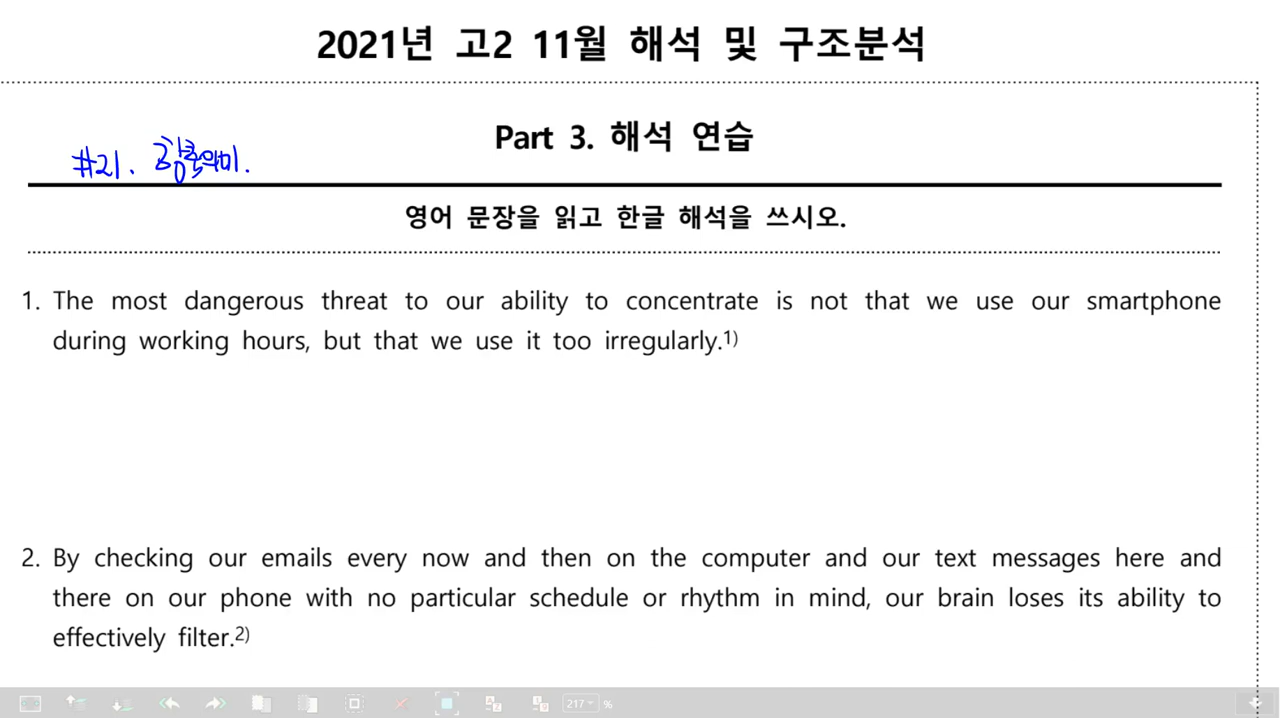 2021년 고2 11월 해석 및 구조분석
Part 3. 해석 연습
#21. 함축의미.
영어 문장을 읽고 한글 해석을 쓰시오.
1. The most dangerous threat to our ability to concentrate is not that we use our smartphone
during working hours, but that we use it too irregularly.1)
2. By checking our emails every now and then on the computer and our text messages here and
there on our phone with no particular schedule or rhythm in mind, our brain loses its ability to
effectively filter.2)
217 %